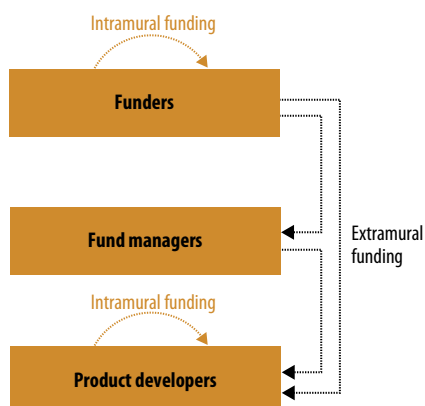 Intramural funding
Funders
Fund managers
Extramural
funding
Intramural funding
Product developers